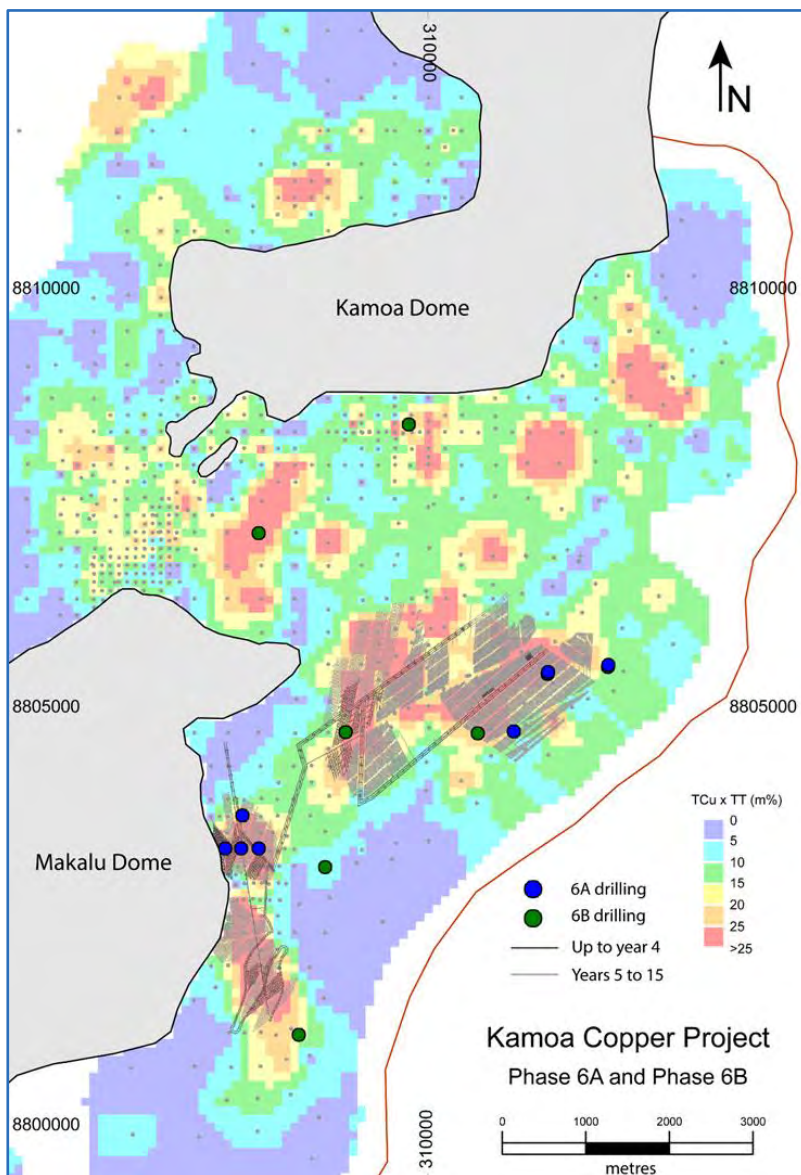 310000
N
8810000
8810000
Kamoa Dome
8805000
8805000
TCu x TT (m%)
0
5
10
15
20
25
>25
Makalu Dome
6A drilling
6B drilling
Up to year 4
Years 5 to 15
Kamoa Copper Project
Phase 6A and Phase 6B
8800000
310000
0
1000
2000
3000
metres